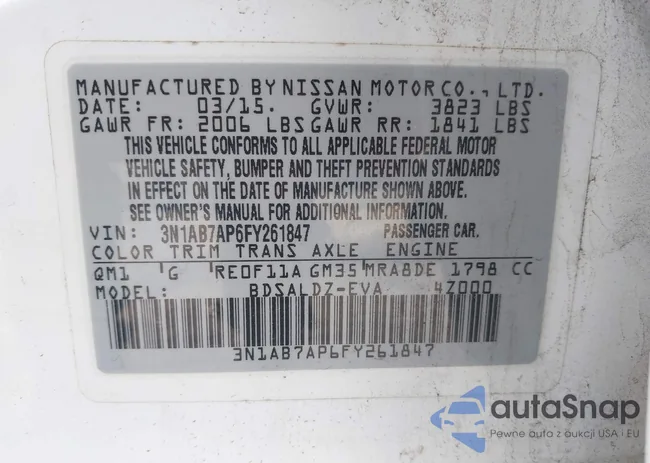 MANUFACTURED BY NISSAN MOTOR CO., LTD.
DATE: 03/15. GVWR: 3823 LBS
GAWR FR: 2006 LBS GAWR RR: 1841 LBS
THIS VEHICLE CONFORMS TO ALL APPLICABLE FEDERAL MOTOR
VEHICLE SAFETY, BUMPER AND THEFT PREVENTION STANDARDS
IN EFFECT ON THE DATE OF MANUFACTURE SHOWN ABOVE.
SEE OWNER'S MANUAL FOR ADDITIONAL INFORMATION.
VIN: 3N1AB7AP6FY261847 PASSENGER CAR.
COLOR TRIM TRANS AXLE ENGINE
QM1 G RE0F11A GM35 MRA8DE 1798 CC
MODEL: BDSALDZ-EVA 4Z000
3N1AB7AP6FY261847
autaSnap
Pewne auta z aukcji USA i EU